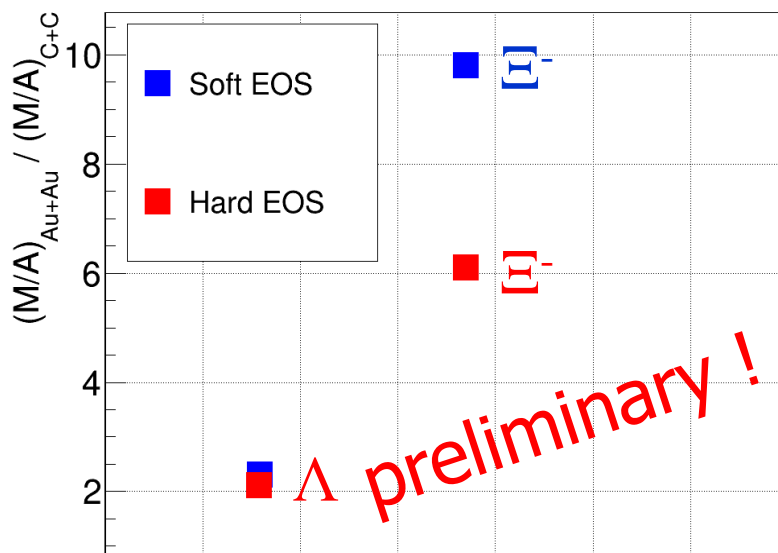 (M/A)Au+Au / (M/A)C+C
10
8
6
4
2
Soft EOS
Hard EOS
Ξ-
Ξ-
Λ
preliminary !